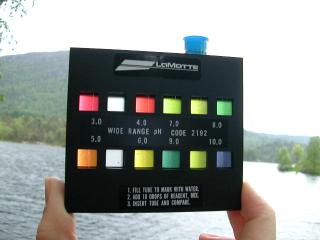 LaMotte
3.0 4.0 7.0 8.0
WIDE RANGE pH CODE 2192
5.0 6.0 9.0 10.0
1. FILL TUBE TO MARK WITH WATER.
2. ADD 10 DROPS OF REAGENT, MIX.
3. INSERT TUBE AND COMPARE.